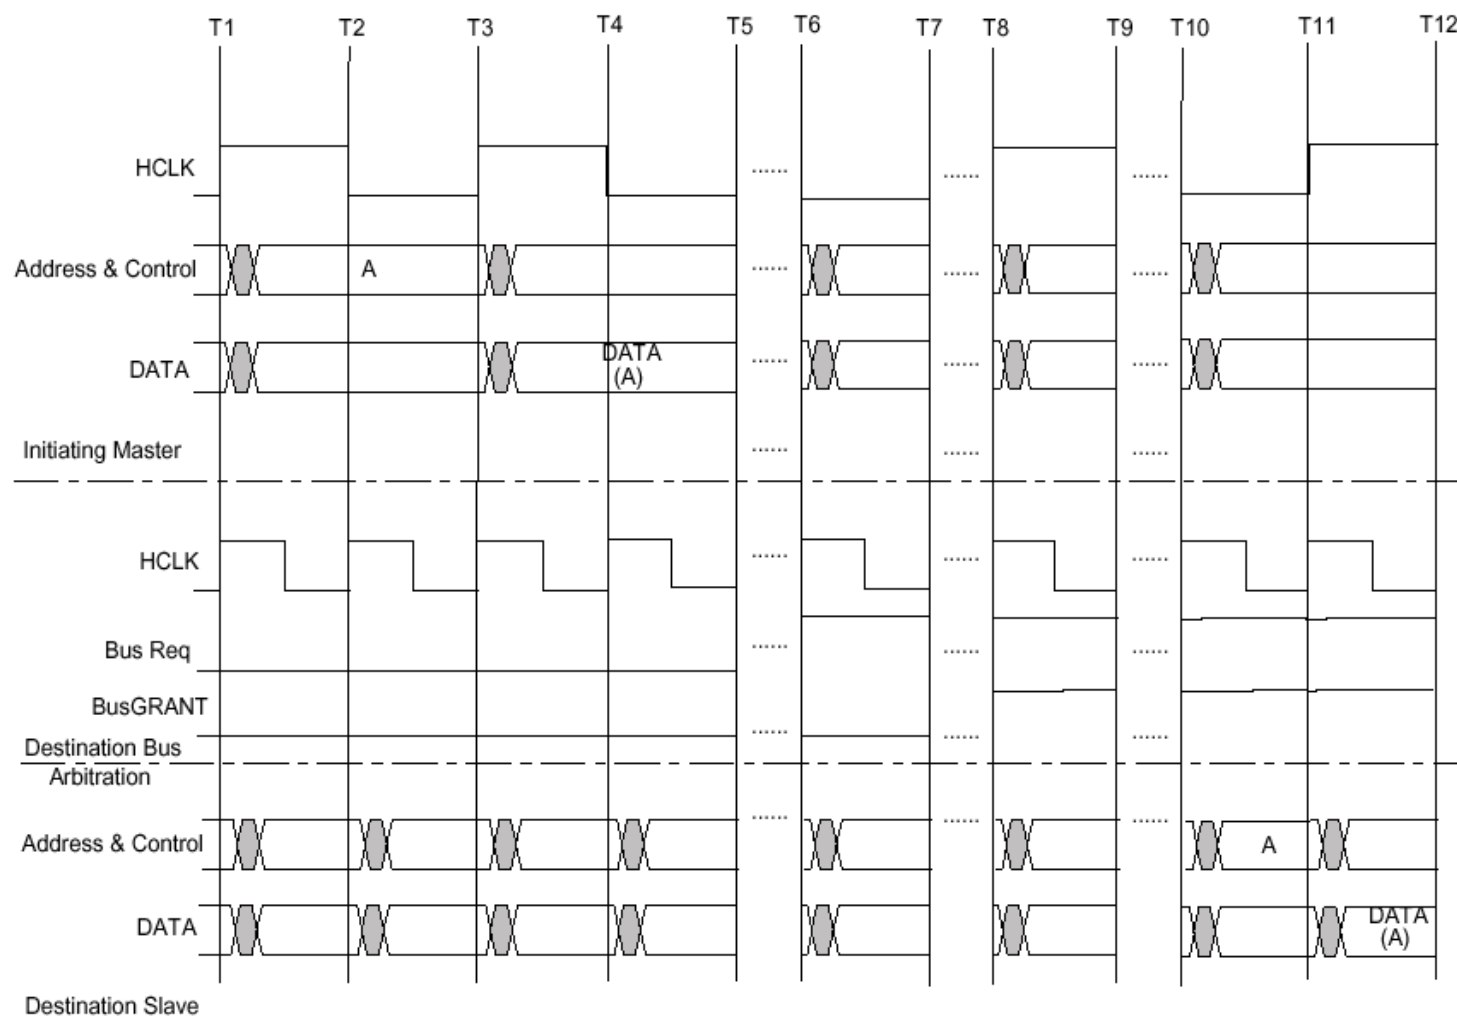 T1 T2 T3 T4 T5 T6 T7 T8 T9 T10 T11 T12
HCLK ...... ...... ......
Address & Control A ...... ...... ......
DATA DATA ...... ...... ......
(A)
Initiating Master ...... ...... ......
HCLK ...... ...... ......
Bus Req ...... ...... ......
BusGRANT
Destination Bus ...... ...... ......
Arbitration
...... ...... ......
Address & Control A
DATA DATA
(A)
Destination Slave